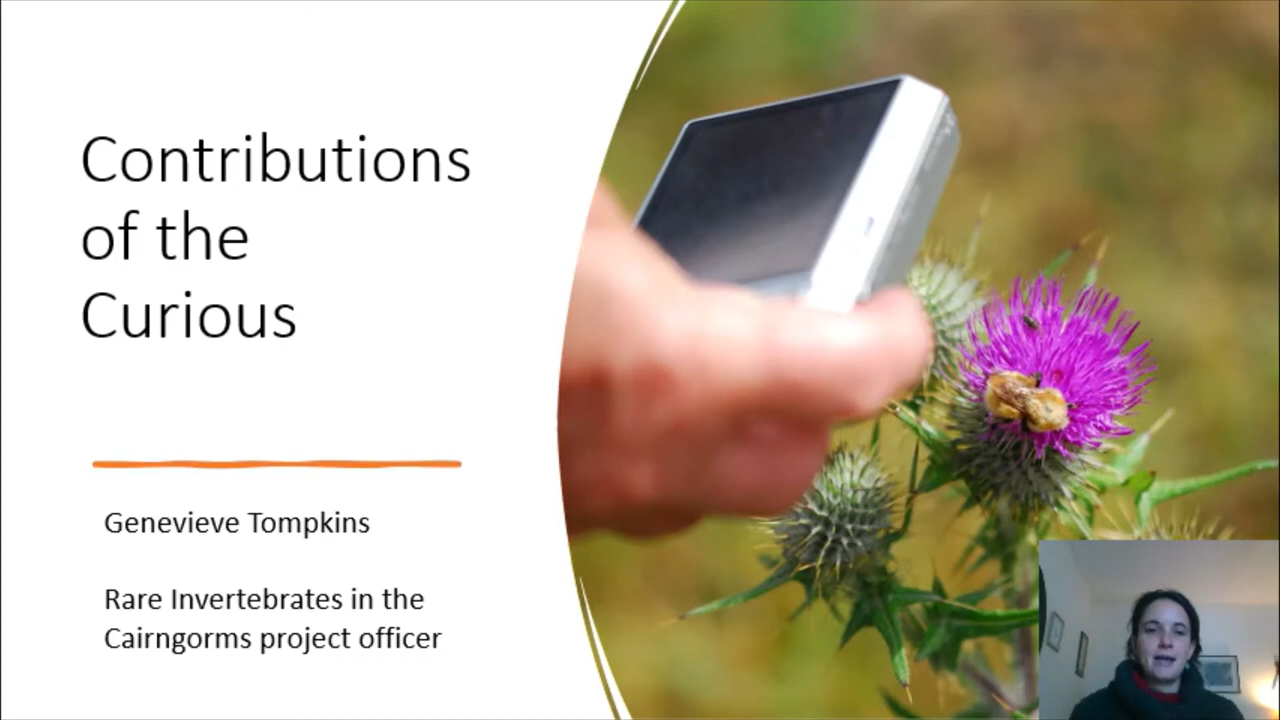 Contributions
of the
Curious
Genevieve Tompkins
Rare Invertebrates in the
Cairngorms project officer